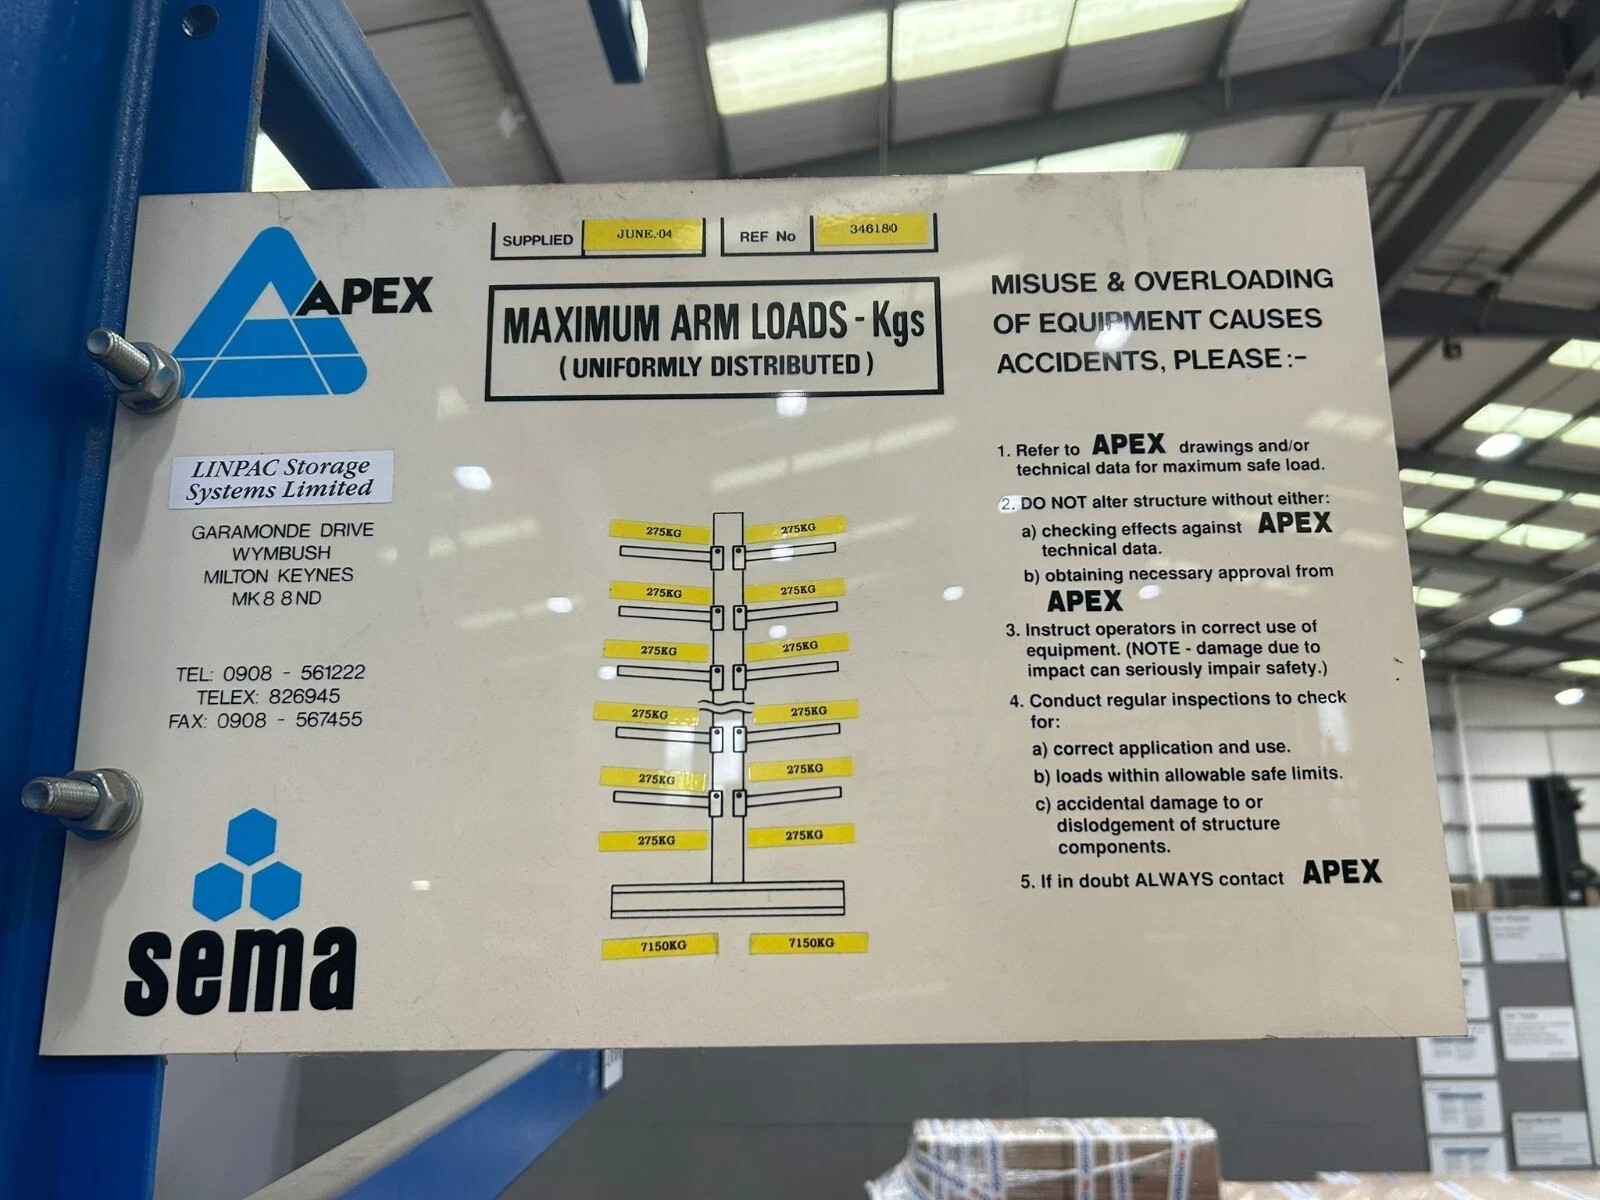 APEX
SUPPLIED JUNE.04 REF No 346180
MAXIMUM ARM LOADS - Kgs
( UNIFORMLY DISTRIBUTED )
LINPAC Storage
Systems Limited
GARAMONDE DRIVE
WYMBUSH
MILTON KEYNES
MK8 8ND
TEL: 0908 - 561222
TELEX: 826945
FAX: 0908 - 567455
sema
275KG 275KG
275KG 275KG
275KG 275KG
275KG 275KG
275KG 275KG
275KG 275KG
7150KG 7150KG
MISUSE & OVERLOADING
OF EQUIPMENT CAUSES
ACCIDENTS, PLEASE :-
1. Refer to APEX drawings and/or
technical data for maximum safe load.
2. DO NOT alter structure without either:
a) checking effects against APEX
technical data.
b) obtaining necessary approval from
APEX
3. Instruct operators in correct use of
equipment. (NOTE - damage due to
impact can seriously impair safety.)
4. Conduct regular inspections to check
for:
a) correct application and use.
b) loads within allowable safe limits.
c) accidental damage to or
dislodgement of structure
components.
5. If in doubt ALWAYS contact APEX